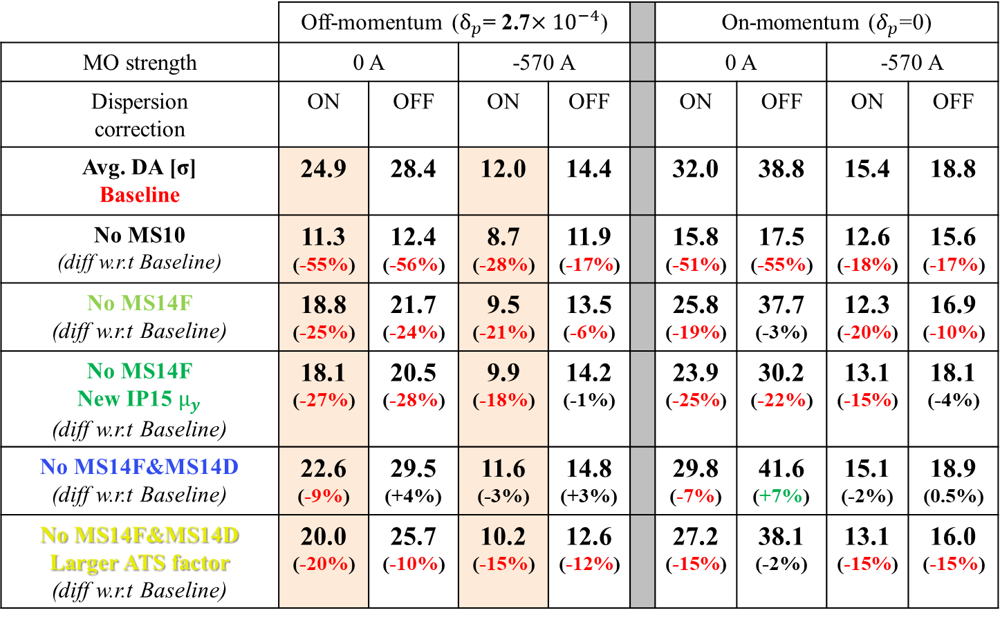 Off-momentum (δp= 2.7× 10−4) On-momentum (δp=0)
MO strength 0 A -570 A 0 A -570 A
Dispersion correction ON OFF ON OFF ON OFF ON OFF
Avg. DA [σ] 24.9 28.4 12.0 14.4 32.0 38.8 15.4 18.8
Baseline
No MS10 11.3 12.4 8.7 11.9 15.8 17.5 12.6 15.6
(diff w.r.t Baseline) (-55%) (-56%) (-28%) (-17%) (-51%) (-55%) (-18%) (-17%)
No MS14F 18.8 21.7 9.5 13.5 25.8 37.7 12.3 16.9
(diff w.r.t Baseline) (-25%) (-24%) (-21%) (-6%) (-19%) (-3%) (-20%) (-10%)
No MS14F 18.1 20.5 9.9 14.2 23.9 30.2 13.1 18.1
New IP15 μy (-27%) (-28%) (-18%) (-1%) (-25%) (-22%) (-15%) (-4%)
(diff w.r.t Baseline)
No MS14F&MS14D 22.6 29.5 11.6 14.8 29.8 41.6 15.1 18.9
(diff w.r.t Baseline) (-9%) (+4%) (-3%) (+3%) (-7%) (+7%) (-2%) (0.5%)
No MS14F&MS14D 20.0 25.7 10.2 12.6 27.2 38.1 13.1 16.0
Larger ATS factor (-20%) (-10%) (-15%) (-12%) (-15%) (-2%) (-15%) (-15%)
(diff w.r.t Baseline)